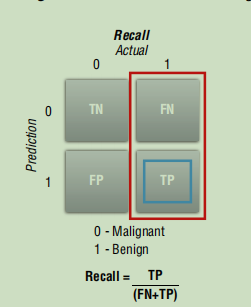 Recall
Actual
0 1
Prediction
0
TN FN
1
FP TP
0 - Malignant
1 - Benign
Recall = TP
(FN+TP)